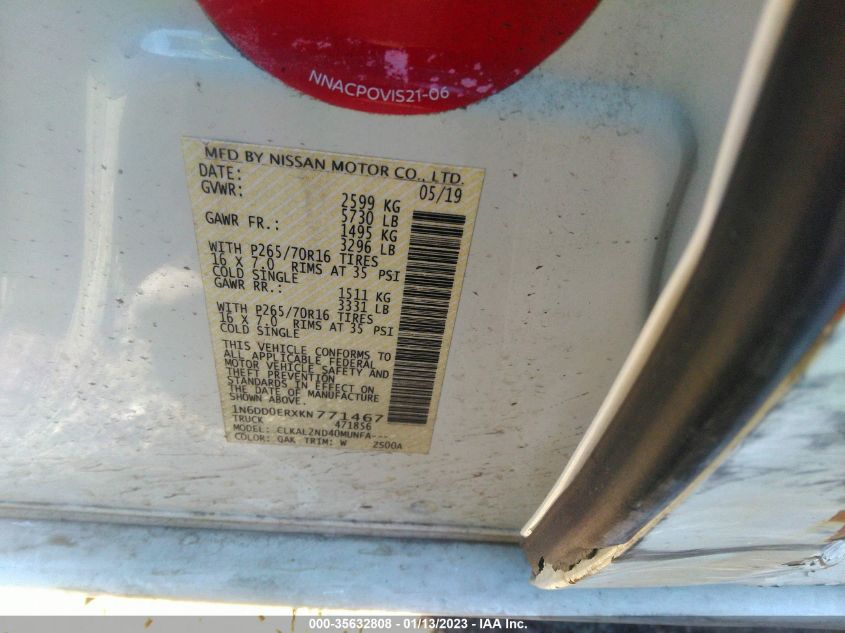 NNACPOVIS21-06
MFD BY NISSAN MOTOR CO., LTD.
DATE: 05/19
GVWR: 2599 KG
5730 LB
GAWR FR.: 1495 KG
3296 LB
WITH P265/70R16 TIRES
16 X 7.0 RIMS AT 35 PSI
COLD SINGLE
GAWR RR.: 1511 KG
3331 LB
WITH P265/70R16 TIRES
16 X 7.0 RIMS AT 35 PSI
COLD SINGLE
THIS VEHICLE CONFORMS TO
ALL APPLICABLE FEDERAL
MOTOR VEHICLE SAFETY AND
THEFT PREVENTION
STANDARDS IN EFFECT ON
THE DATE OF MANUFACTURE
SHOWN ABOVE.
1N6DD0ERXKN771467
TRUCK 471856
MODEL: CLKALZND40MUNFA---
COLOR: QAK TRIM: W 2500A
000-35632808 - 01/13/2023 - IAA Inc.